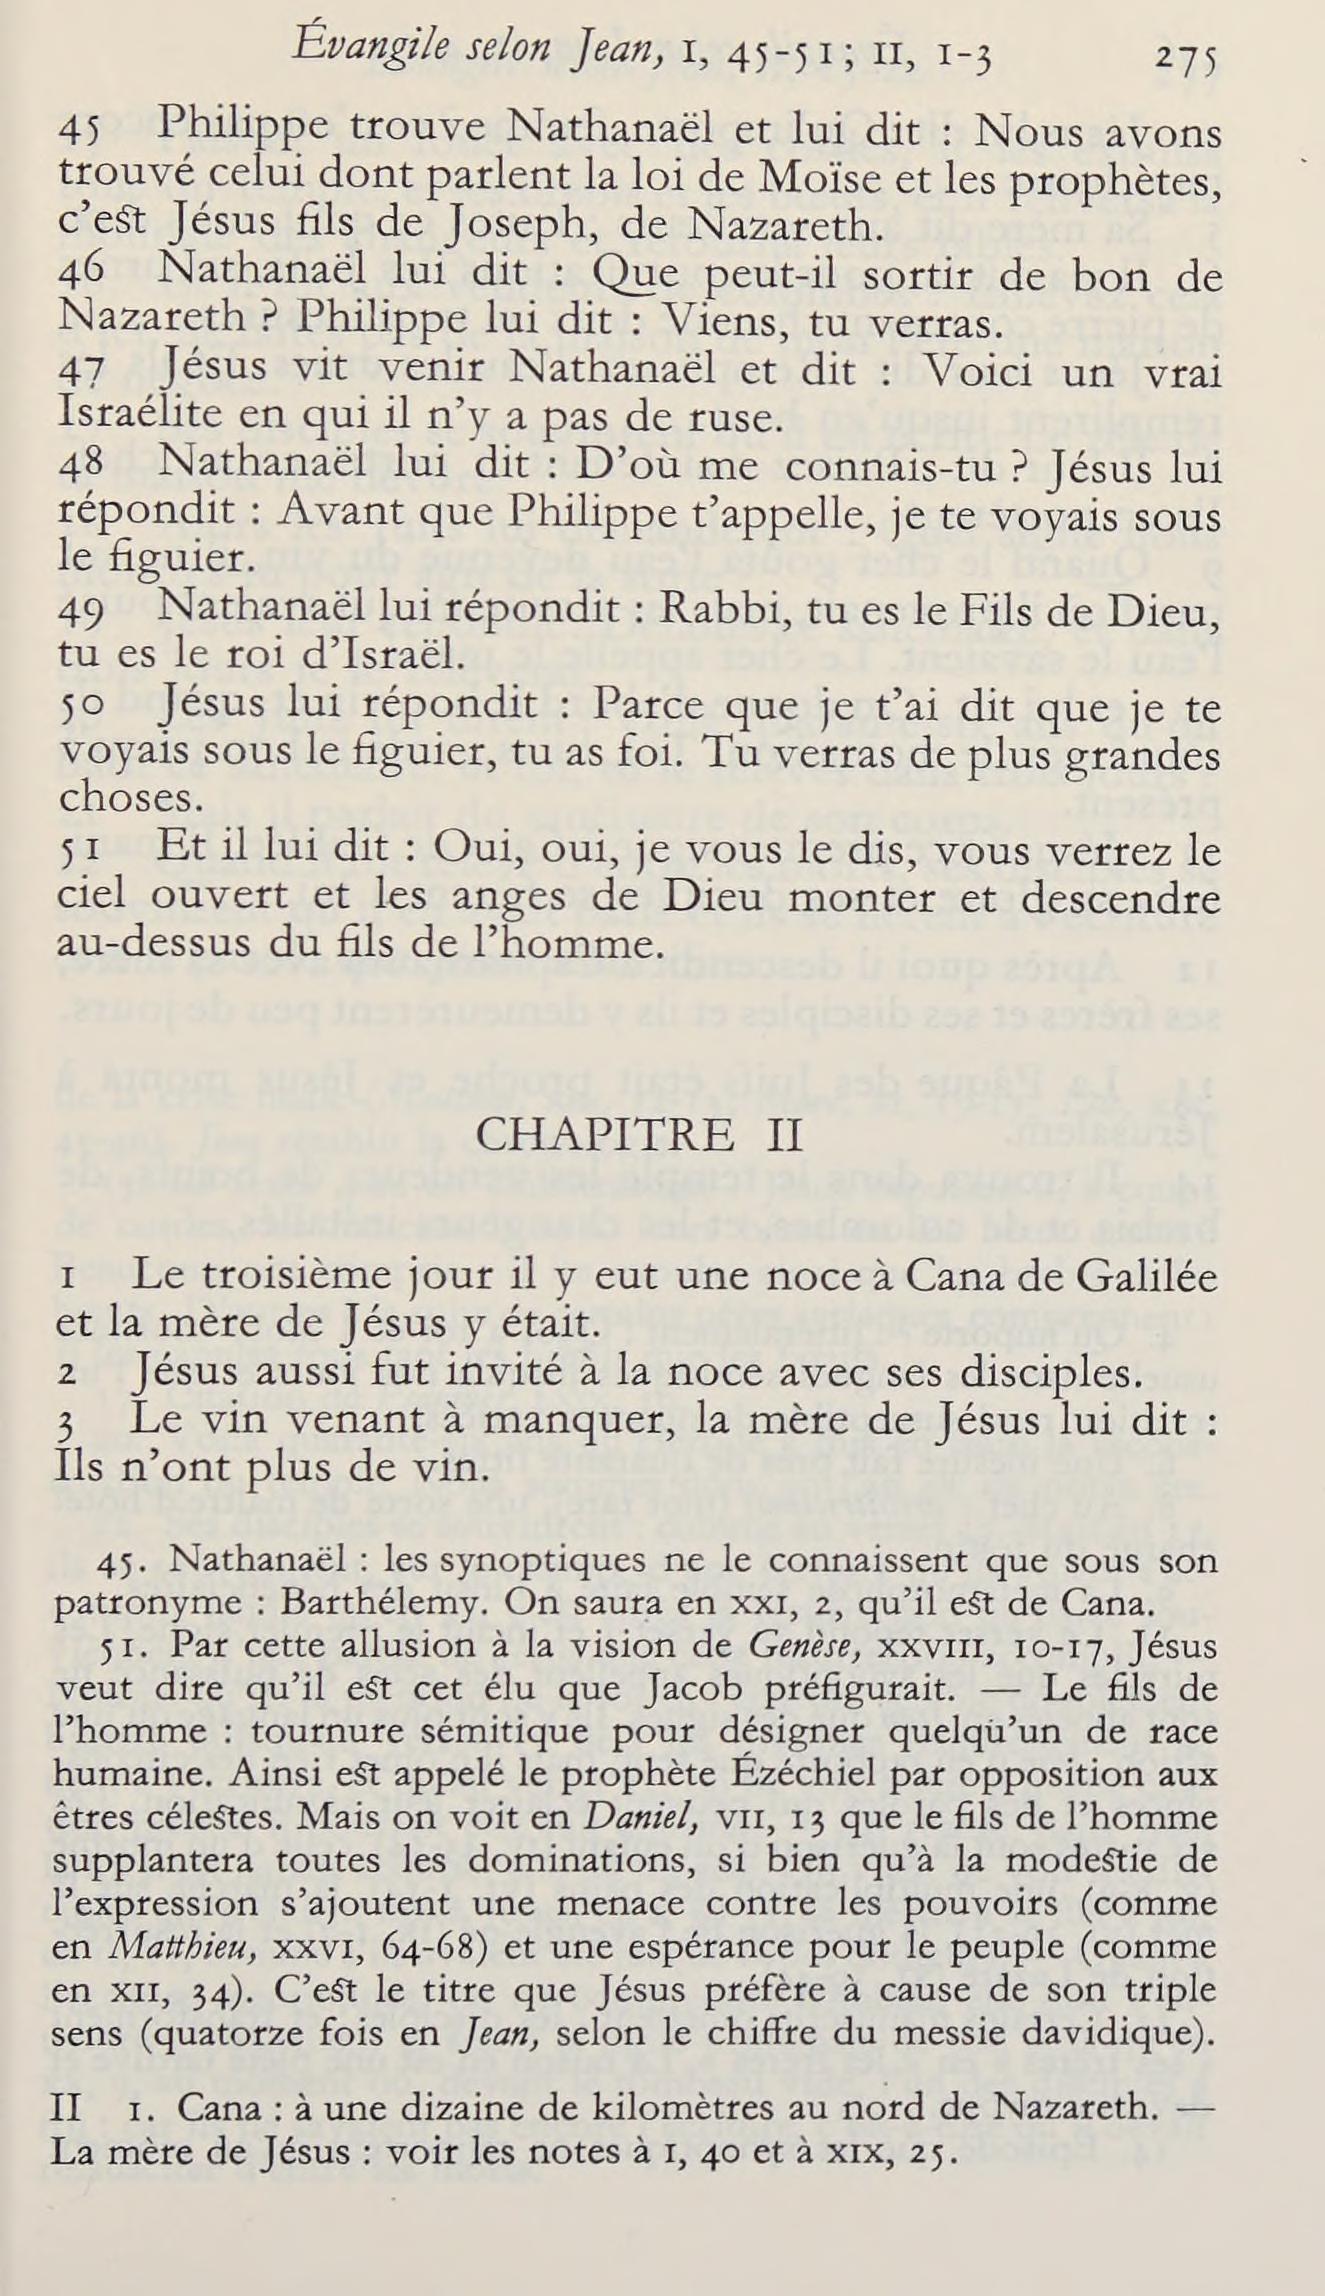 Évangile selon Jean, I, 45-51; II, 1-3 275
45 Philippe trouve Nathanaël et lui dit : Nous avons
trouvé celui dont parlent la loi de Moïse et les prophètes,
c’est Jésus fils de Joseph, de Nazareth.
46 Nathanaël lui dit : Que peut-il sortir de bon de
Nazareth ? Philippe lui dit : Viens, tu verras.
47 Jésus vit venir Nathanaël et dit : Voici un vrai
Israélite en qui il n’y a pas de ruse.
48 Nathanaël lui dit : D’où me connais-tu ? Jésus lui
répondit : Avant que Philippe t’appelle, je te voyais sous
le figuier.
49 Nathanaël lui répondit : Rabbi, tu es le Fils de Dieu,
tu es le roi d’Israël.
50 Jésus lui répondit : Parce que je t’ai dit que je te
voyais sous le figuier, tu as foi. Tu verras de plus grandes
choses.
51 Et il lui dit : Oui, oui, je vous le dis, vous verrez le
ciel ouvert et les anges de Dieu monter et descendre
au-dessus du fils de l’homme.
CHAPITRE II
1 Le troisième jour il y eut une noce à Cana de Galilée
et la mère de Jésus y était.
2 Jésus aussi fut invité à la noce avec ses disciples.
3 Le vin venant à manquer, la mère de Jésus lui dit :
Ils n’ont plus de vin.
45. Nathanaël : les synoptiques ne le connaissent que sous son
patronyme : Barthélemy. On saura en XXI, 2, qu’il est de Cana.
51. Par cette allusion à la vision de Genèse, XXVIII, 10-17, Jésus
veut dire qu’il est cet élu que Jacob préfigurait. — Le fils de
l’homme : tournure sémitique pour désigner quelqu’un de race
humaine. Ainsi est appelé le prophète Ézéchiel par opposition aux
êtres célestes. Mais on voit en Daniel, VII, 13 que le fils de l’homme
supplantera toutes les dominations, si bien qu’à la modestie de
l’expression s’ajoutent une menace contre les pouvoirs (comme
en Matthieu, XXVI, 64-68) et une espérance pour le peuple (comme
en XII, 34). C’est le titre que Jésus préfère à cause de son triple
sens (quatorze fois en Jean, selon le chiffre du messie davidique).
II 1. Cana : à une dizaine de kilomètres au nord de Nazareth. —
La mère de Jésus : voir les notes à I, 40 et à XIX, 25.